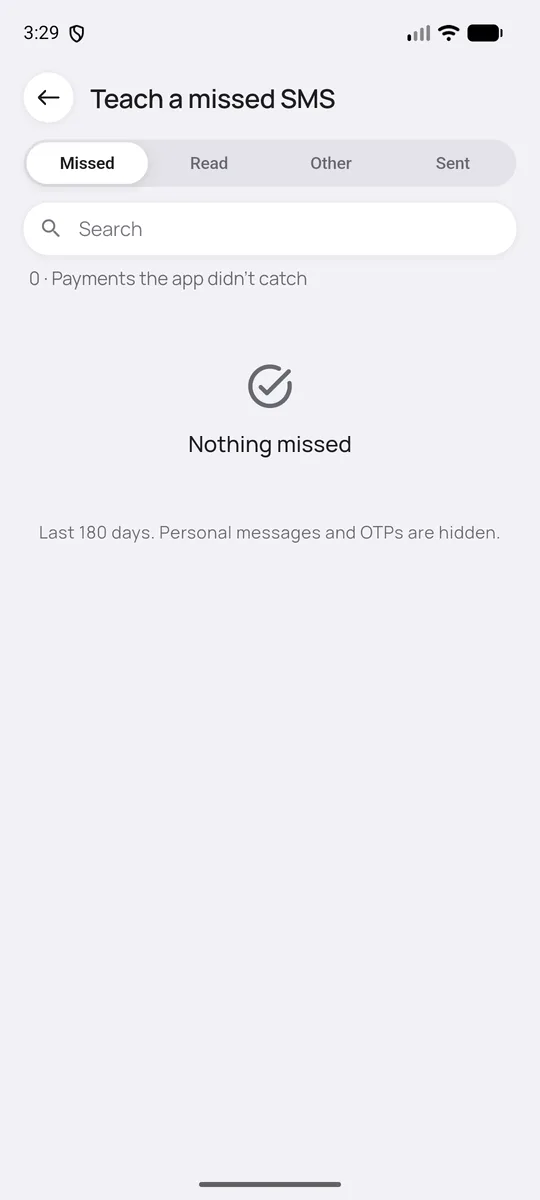 3:29
Teach a missed SMS
Missed Read Other Sent
Search
0 · Payments the app didn't catch
Nothing missed
Last 180 days. Personal messages and OTPs are hidden.